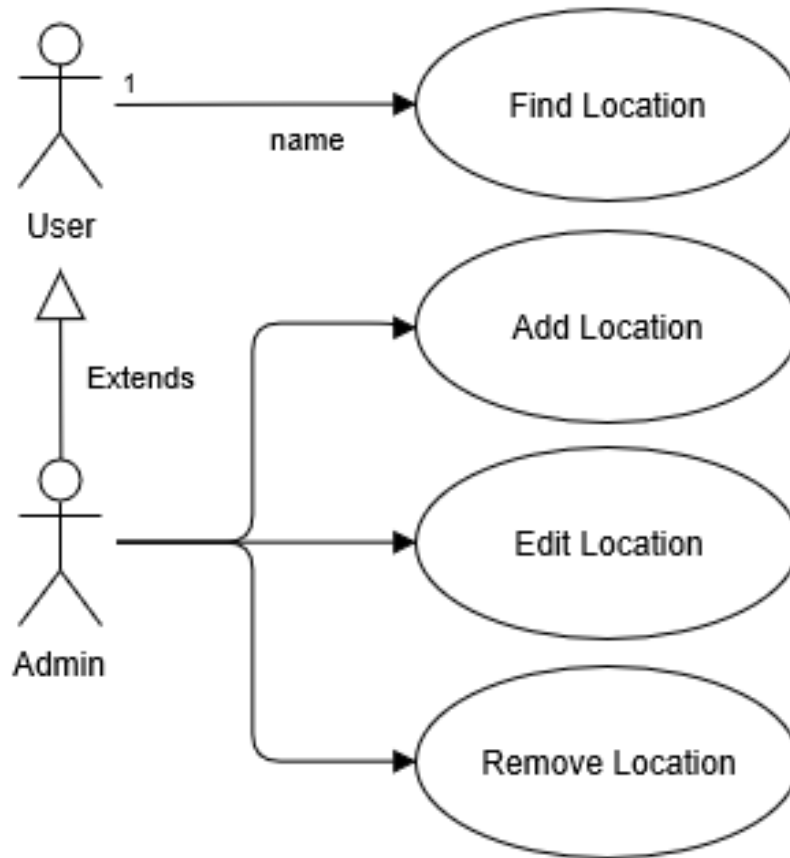 1
Find Location
name
User
Add Location
Extends
Edit Location
Admin
Remove Location